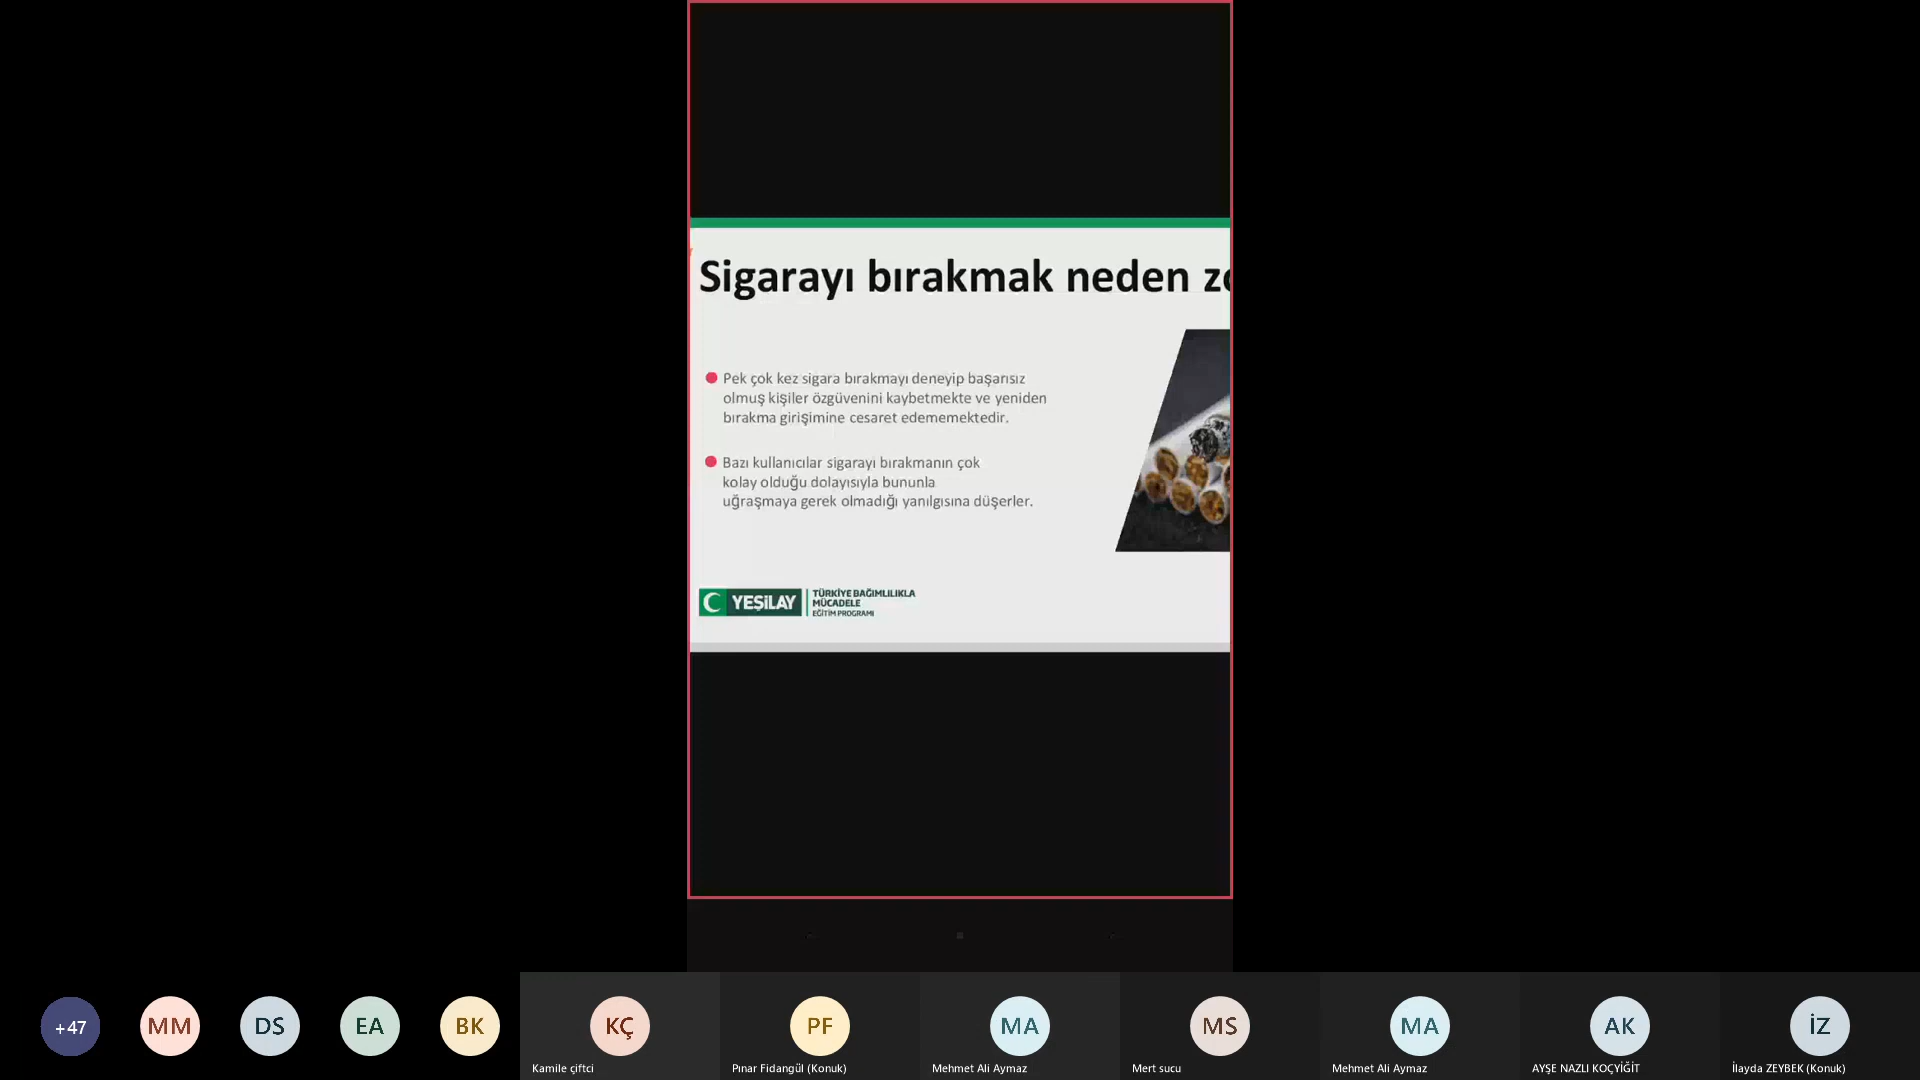 Sigarayı bırakmak neden
Pek çok kez sigara bırakmayı deneyip başarısız
olmuş kişiler özgüvenini kaybetmekte ve yeniden
bırakma girişimine cesaret edememektedir.
Bazı kullanıcılar sigarayı bırakmanın çok
kolay olduğu dolayısıyla bununla
uğraşmaya gerek olmadığı yanılgısına düşerler.
YEŞİLAY
TÜRKİYE BAĞIMLILIKLA
MÜCADELE
EĞİTİM PROGRAMI
+47
MM
DS
EA
BK
KÇ
Kamile çiftci
PF
Pınar Fidangül (Konuk)
MA
Mehmet Ali Aymaz
MS
Mert sucu
MA
Mehmet Ali Aymaz
AK
AYŞE NAZLI KOÇYİĞİT
İZ
İlayda ZEYBEK (Konuk)